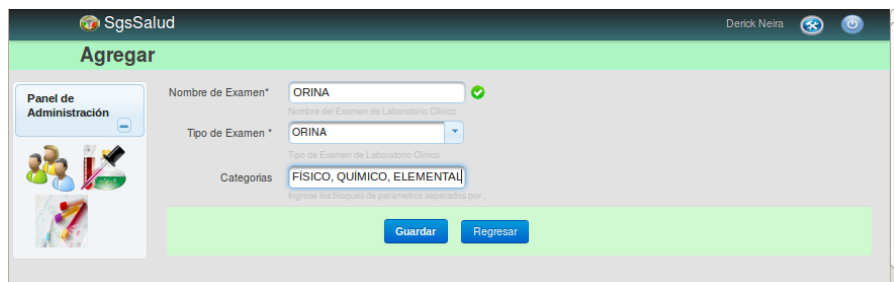 SgsSalud
Derick Neira
Agregar
Panel de
Administración
Nombre de Examen*
ORINA
Nombre del Examen de Laboratorio Clínico
Tipo de Examen *
ORINA
Tipo de Examen de Laboratorio Clínico
Categorias
FÍSICO, QUÍMICO, ELEMENTAL
Ingrese los bloques de parametros separados por ,
Guardar
Regresar